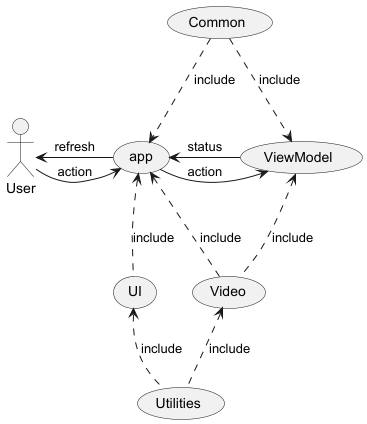 Common
include
include
refresh
app
status
ViewModel
User
action
action
include
include
include
UI
Video
include
include
Utilities